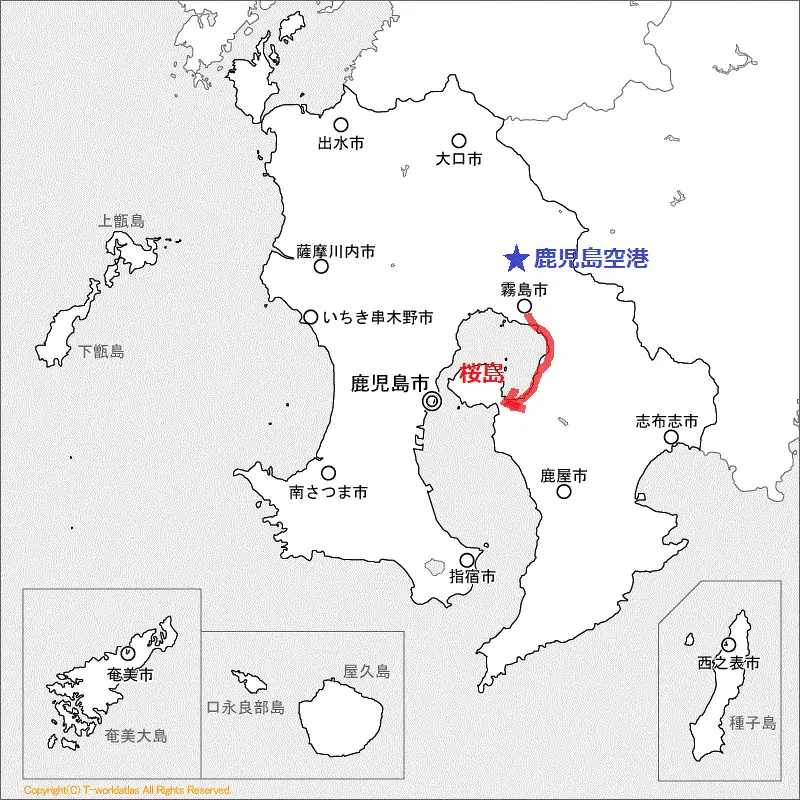 出水市
大口市
上甑島
薩摩川内市
鹿児島空港
霧島市
いちき串木野市
下甑島
桜島
鹿児島市
志布志市
鹿屋市
南さつま市
指宿市
奄美市
奄美大島
屋久島
口永良部島
西之表市
種子島
Copyright(C) T-worldatlas All Rights Reserved.